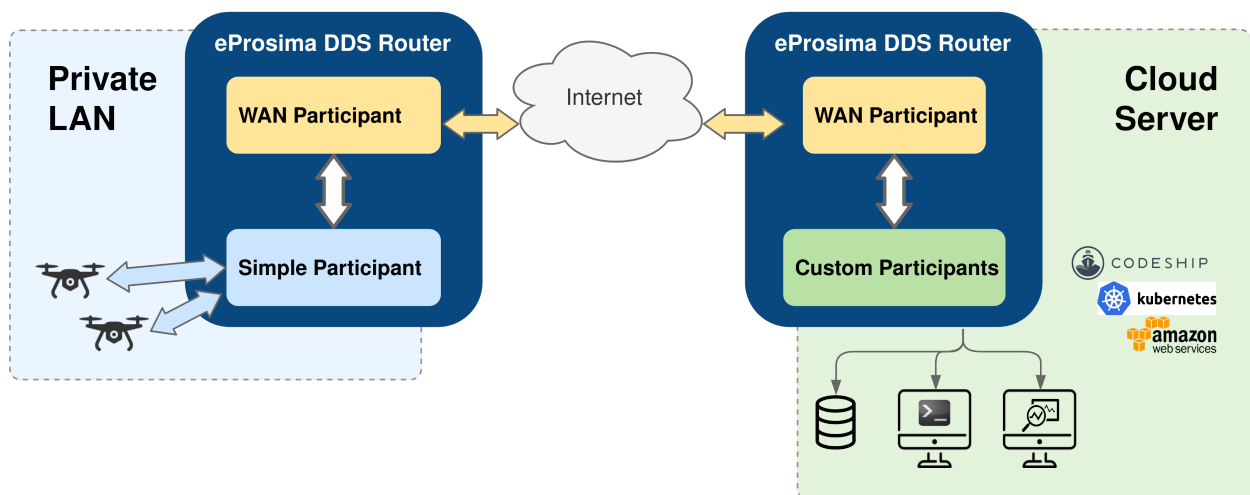 eProsima DDS Router
Private
LAN
WAN Participant
Simple Participant
Internet
eProsima DDS Router
WAN Participant
Custom Participants
Cloud
Server
CODESHIP
kubernetes
amazon
web services
>_